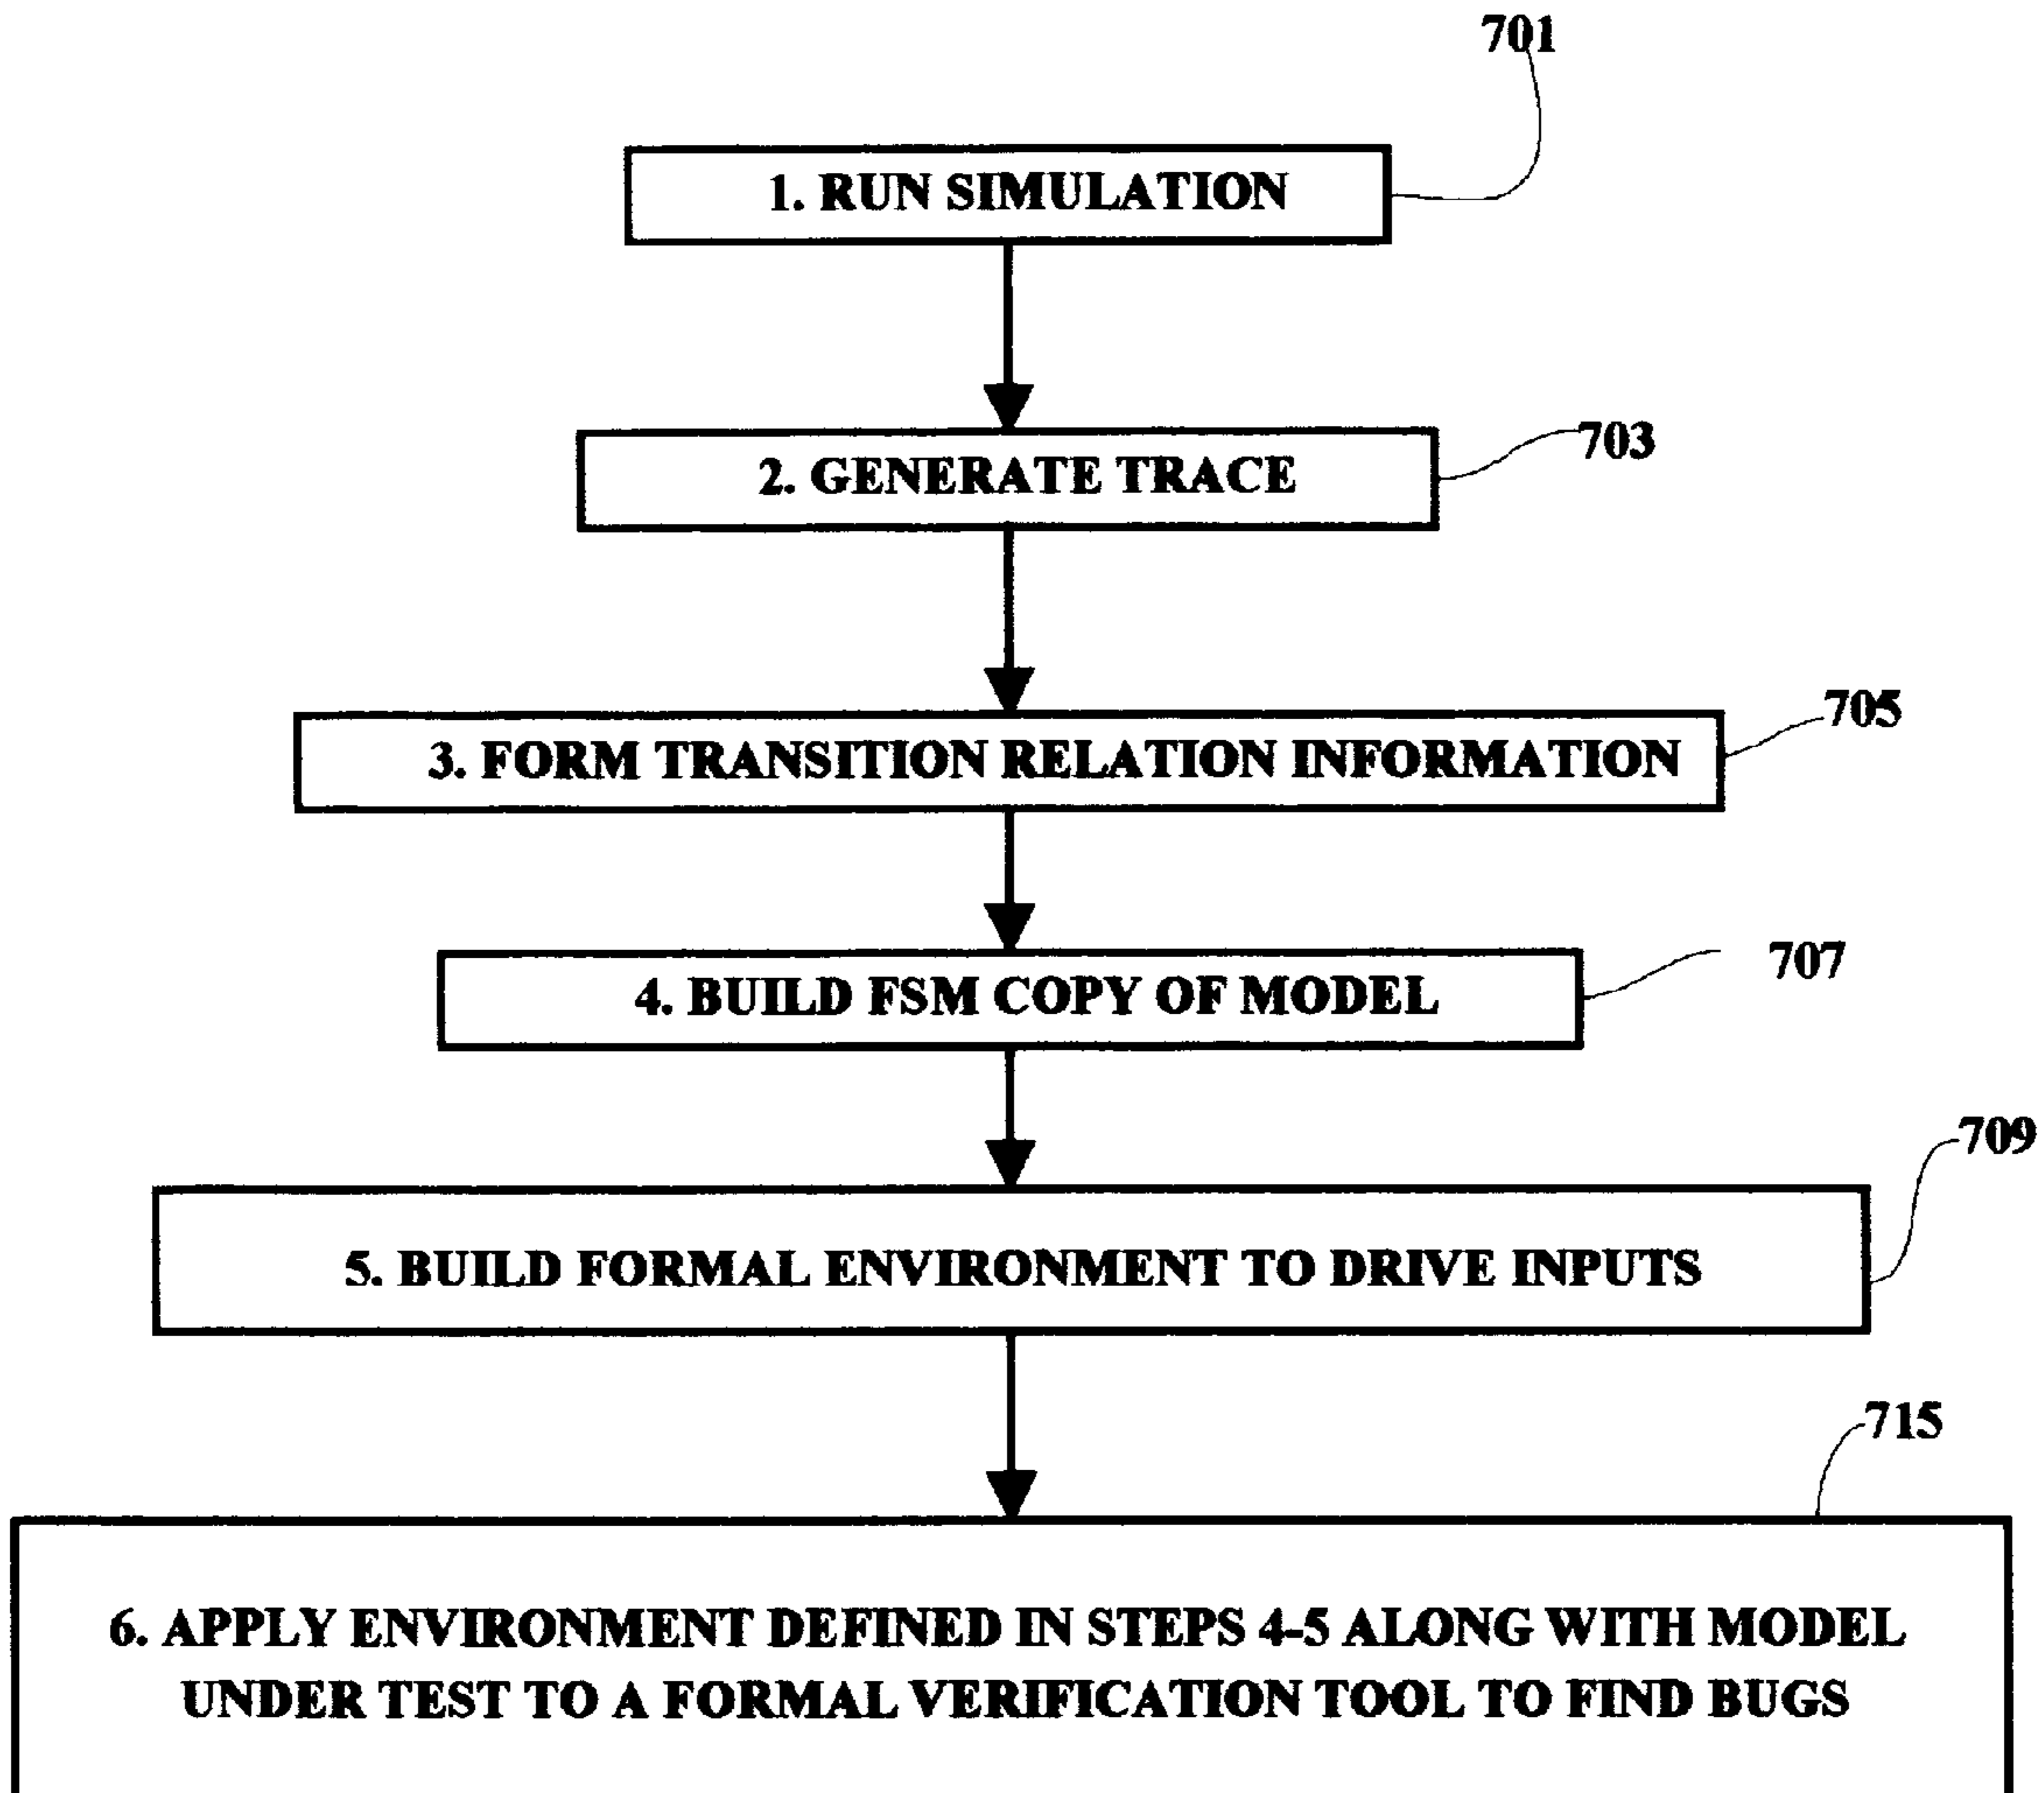 701
1. RUN SIMULATION
703
2. GENERATE TRACE
705
3. FORM TRANSITION RELATION INFORMATION
707
4. BUILD FSM COPY OF MODEL
709
5. BUILD FORMAL ENVIRONMENT TO DRIVE INPUTS
715
6. APPLY ENVIRONMENT DEFINED IN STEPS 4-5 ALONG WITH MODEL
UNDER TEST TO A FORMAL VERIFICATION TOOL TO FIND BUGS